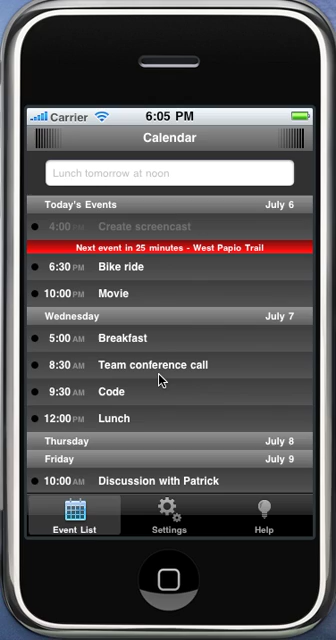 Carrier 6:05 PM
Calendar
Lunch tomorrow at noon
Today's Events July 6
4:00 PM Create screencast
Next event in 25 minutes - West Papio Trail
6:30 PM Bike ride
10:00 PM Movie
Wednesday July 7
5:00 AM Breakfast
8:30 AM Team conference call
9:30 AM Code
12:00 PM Lunch
Thursday July 8
Friday July 9
10:00 AM Discussion with Patrick
Event List Settings Help